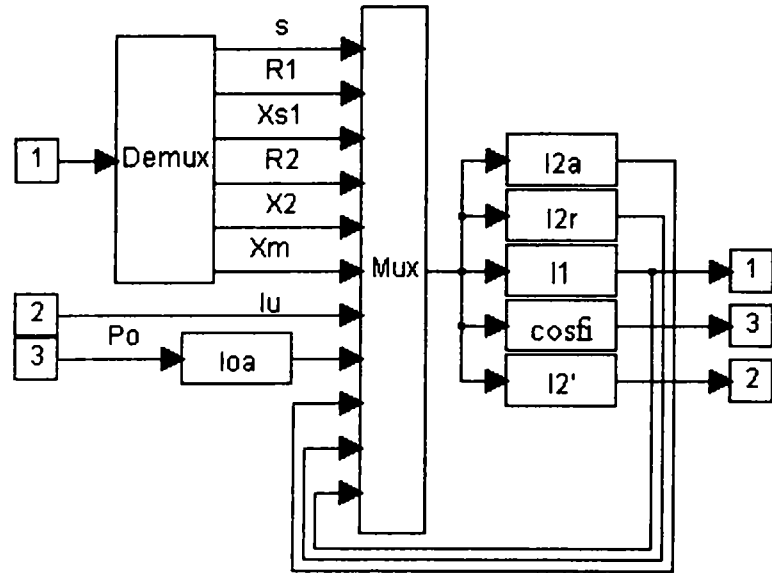 s
R1
Xs1
1
Demux
R2
X2
Xm
Mux
2
Iu
3
Po
Ioa
I2a
I2r
I1
1
cosfi
3
I2'
2